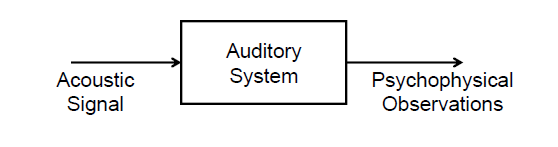 Auditory
System
Acoustic
Signal
Psychophysical
Observations